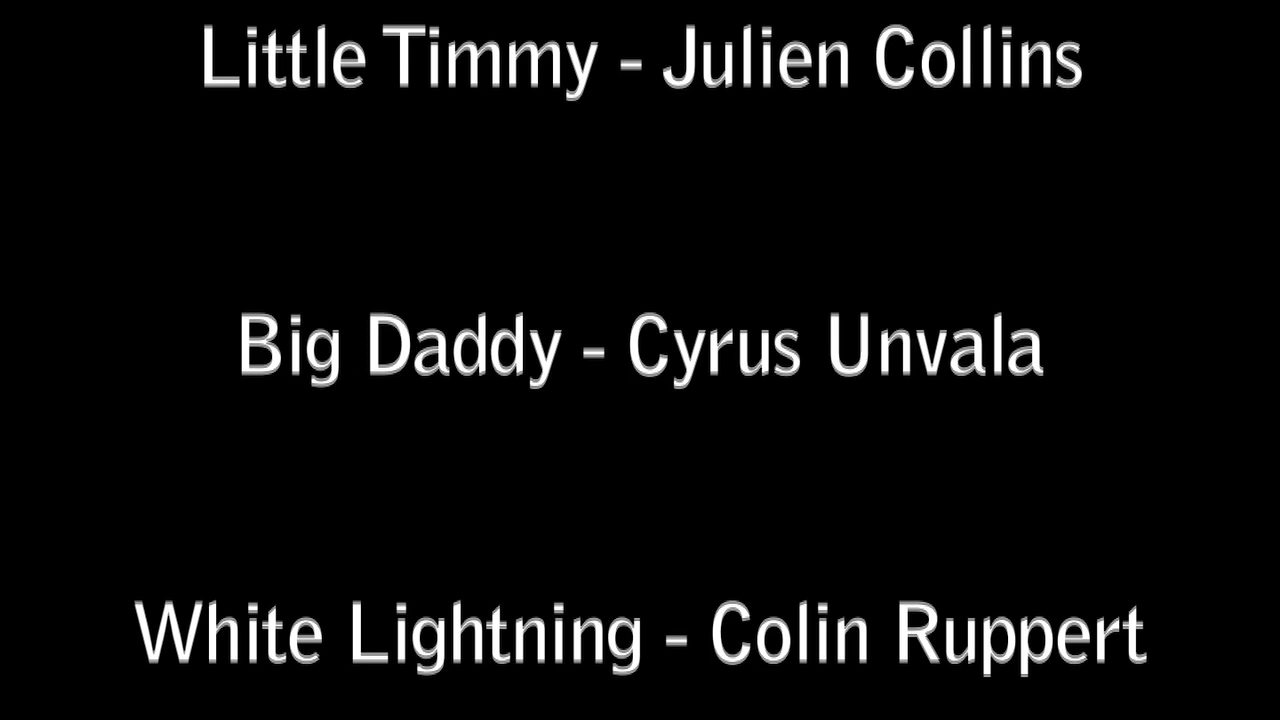 Little Timmy - Julien Collins
Big Daddy - Cyrus Unvala
White Lightning - Colin Ruppert